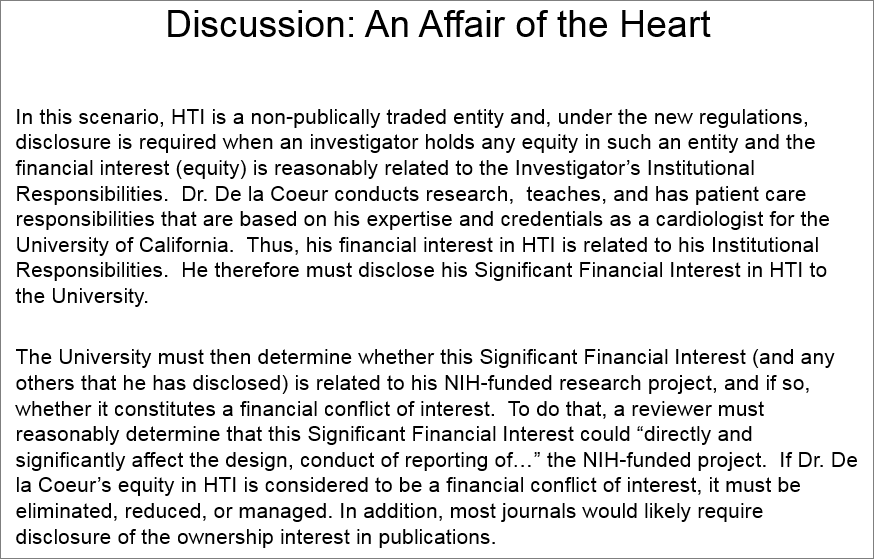 Discussion: An Affair of the Heart
In this scenario, HTI is a non-publically traded entity and, under the new regulations,
disclosure is required when an investigator holds any equity in such an entity and the
financial interest (equity) is reasonably related to the Investigator’s Institutional
Responsibilities.  Dr. De la Coeur conducts research,  teaches, and has patient care
responsibilities that are based on his expertise and credentials as a cardiologist for the
University of California.  Thus, his financial interest in HTI is related to his Institutional
Responsibilities.  He therefore must disclose his Significant Financial Interest in HTI to
the University.
The University must then determine whether this Significant Financial Interest (and any
others that he has disclosed) is related to his NIH-funded research project, and if so,
whether it constitutes a financial conflict of interest.  To do that, a reviewer must
reasonably determine that this Significant Financial Interest could “directly and
significantly affect the design, conduct of reporting of…” the NIH-funded project.  If Dr. De
la Coeur’s equity in HTI is considered to be a financial conflict of interest, it must be
eliminated, reduced, or managed. In addition, most journals would likely require
disclosure of the ownership interest in publications.